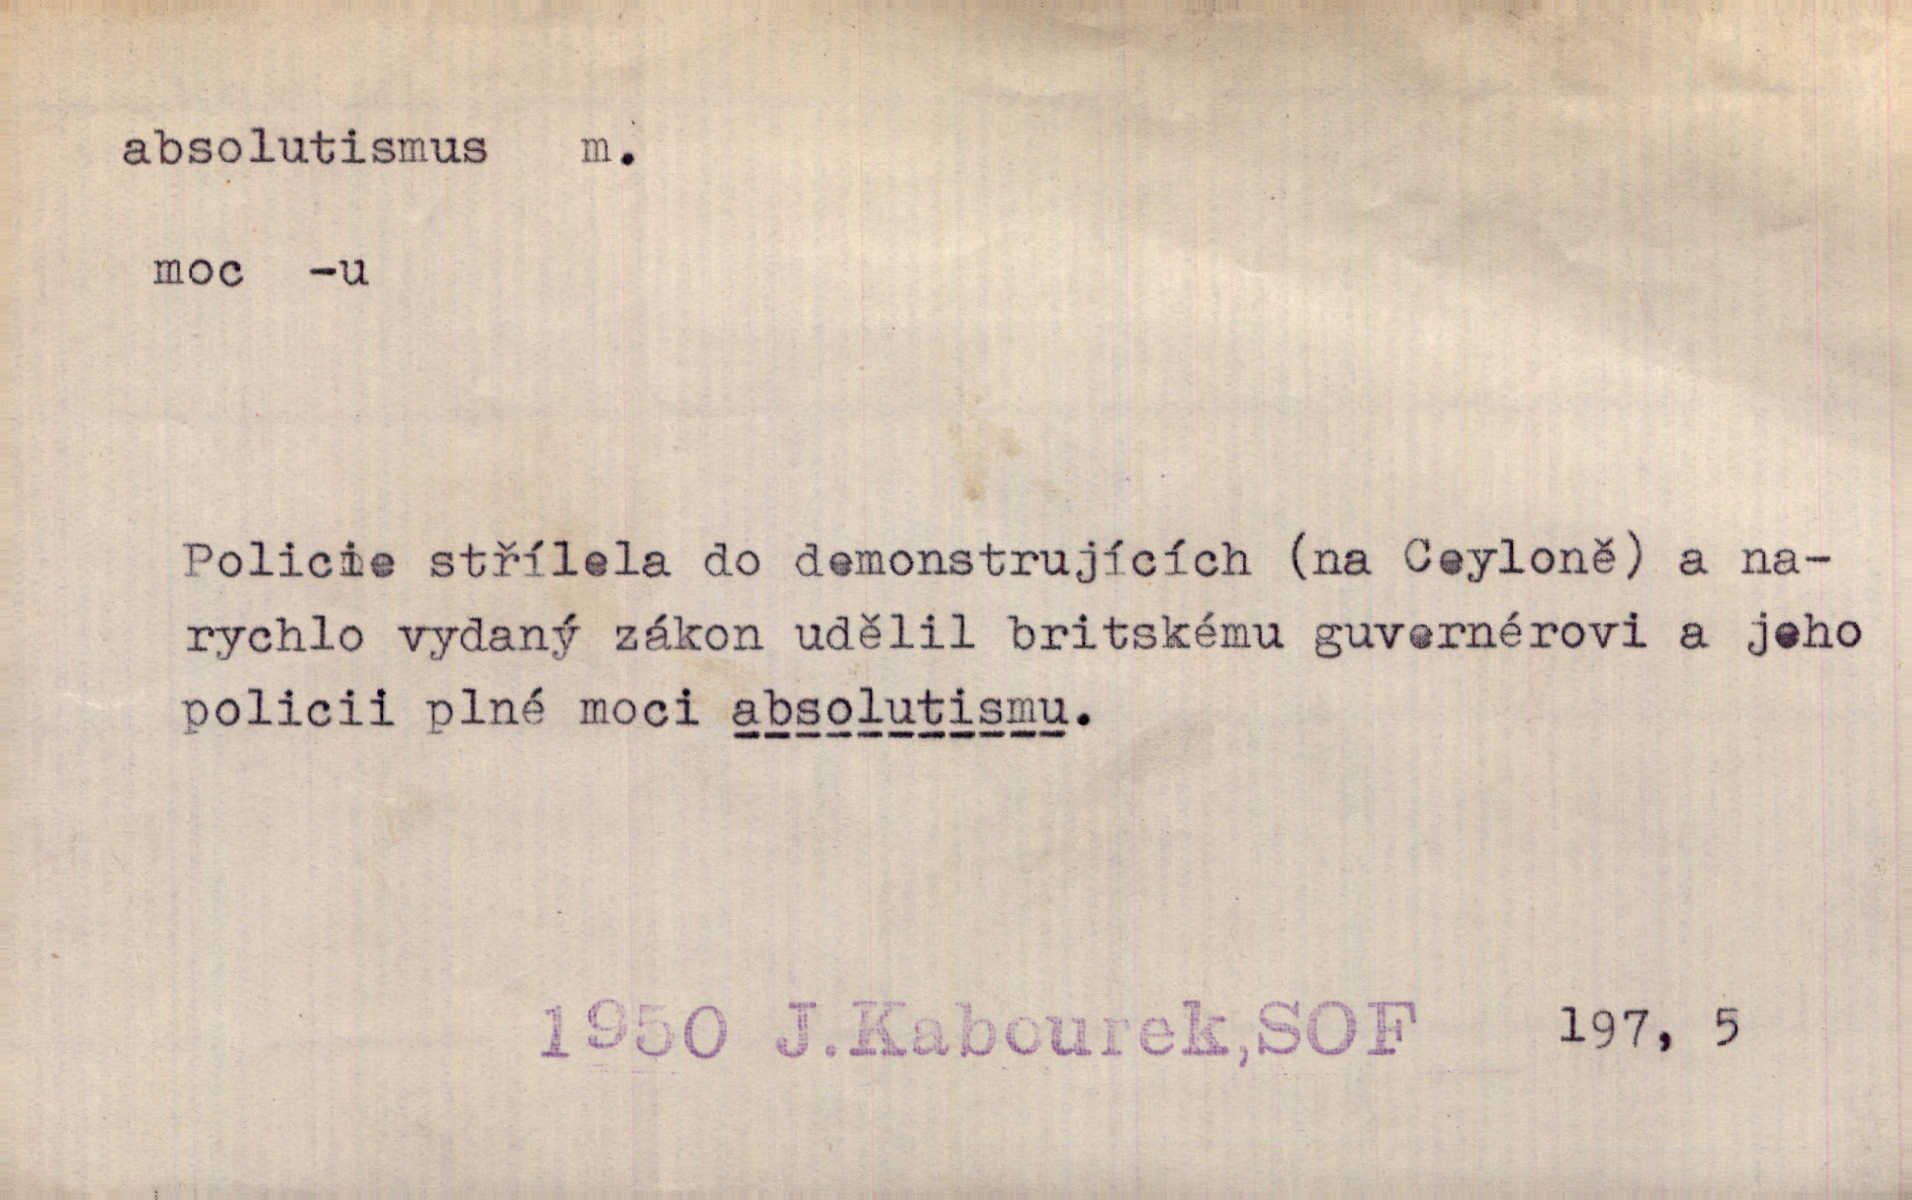 absolutismus m.
moc -u
Policie střílela do demonstrujících (na Ceyloně) a na-
rychlo vydaný zákon udělil britskému guvernérovi a jeho
policii plné moci absolutismu.
1950 J.Kabourek,SOF 197, 5